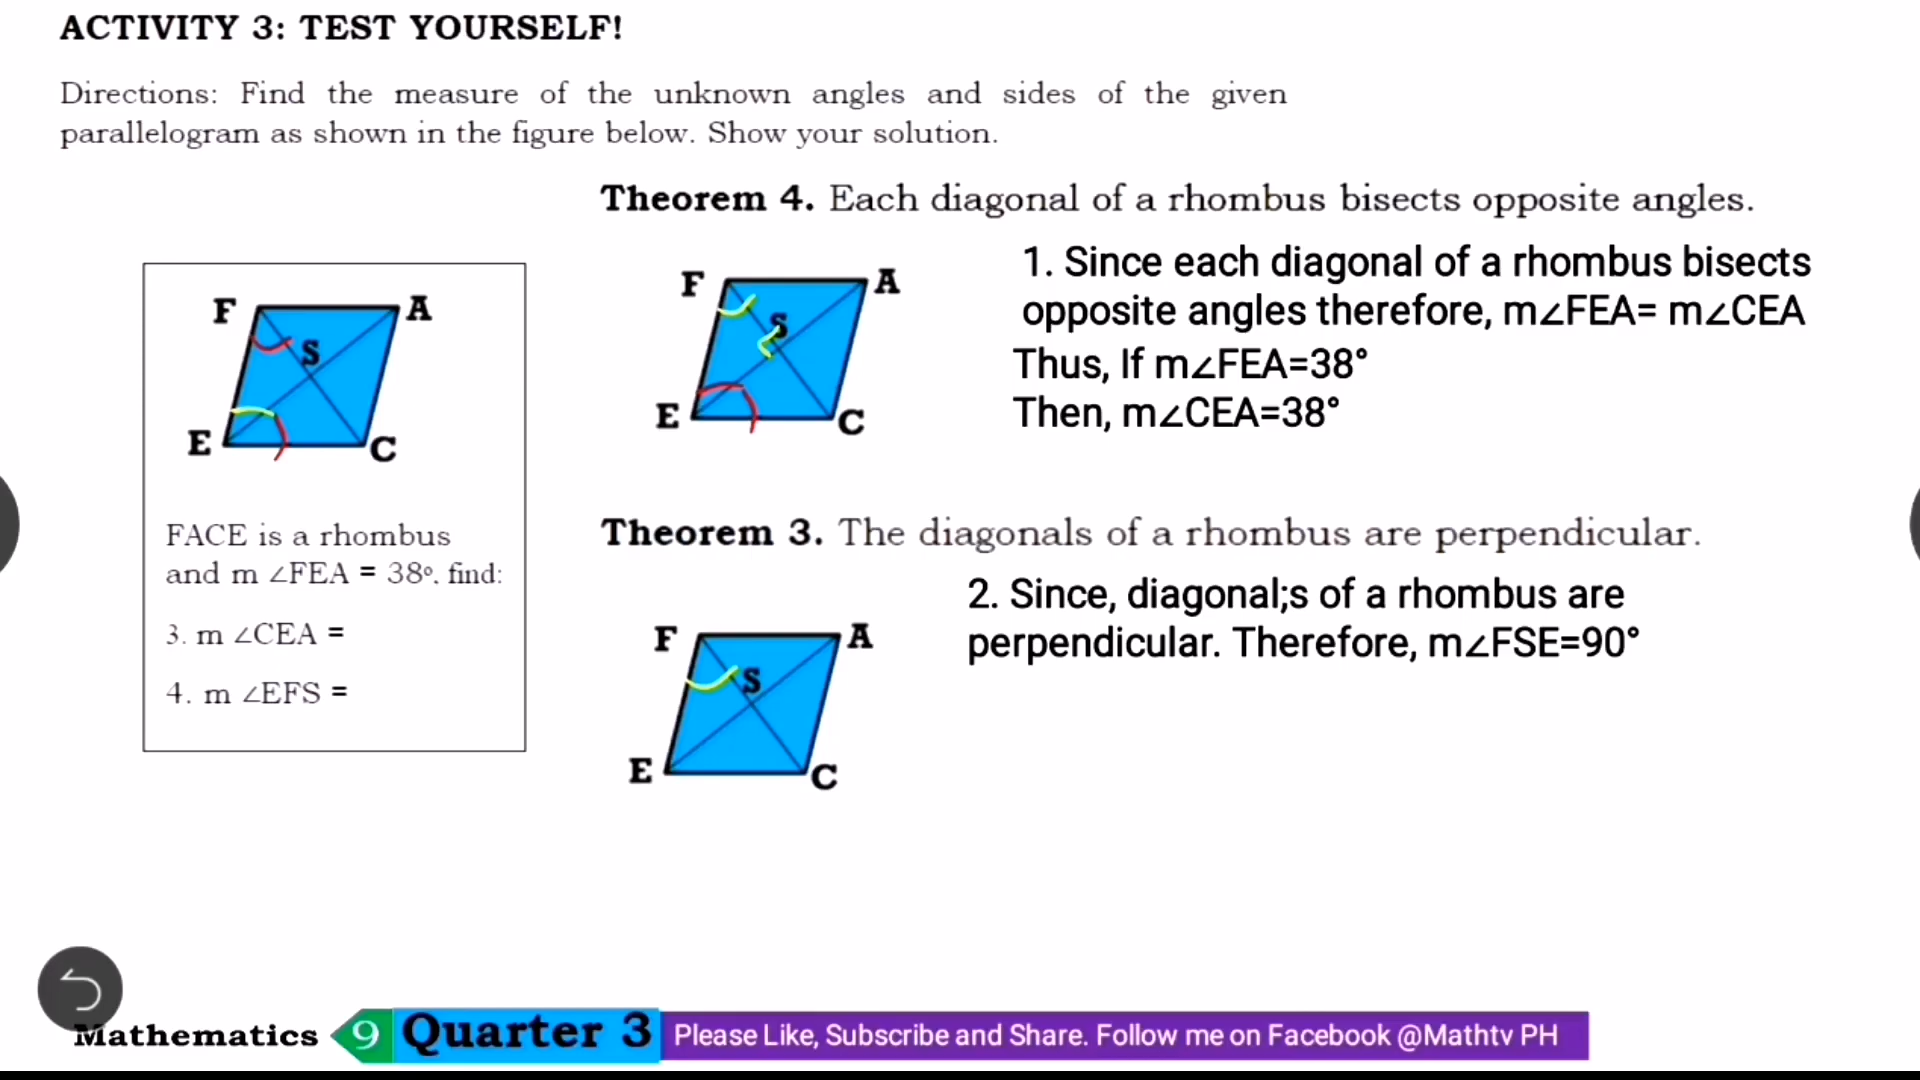 ACTIVITY 3: TEST YOURSELF!
Directions: Find the measure of the unknown angles and sides of the given
parallelogram as shown in the figure below. Show your solution.
Theorem 4. Each diagonal of a rhombus bisects opposite angles.
F A
S
E C
1. Since each diagonal of a rhombus bisects
opposite angles therefore, m∠FEA= m∠CEA
Thus, If m∠FEA=38°
Then, m∠CEA=38°
F A
S
E C
FACE is a rhombus
and m ∠FEA = 38°. find:
3. m ∠CEA =
4. m ∠EFS =
Theorem 3. The diagonals of a rhombus are perpendicular.
2. Since, diagonal;s of a rhombus are
perpendicular. Therefore, m∠FSE=90°
F A
S
E C
Mathematics 9 Quarter 3 Please Like, Subscribe and Share. Follow me on Facebook @Mathtv PH